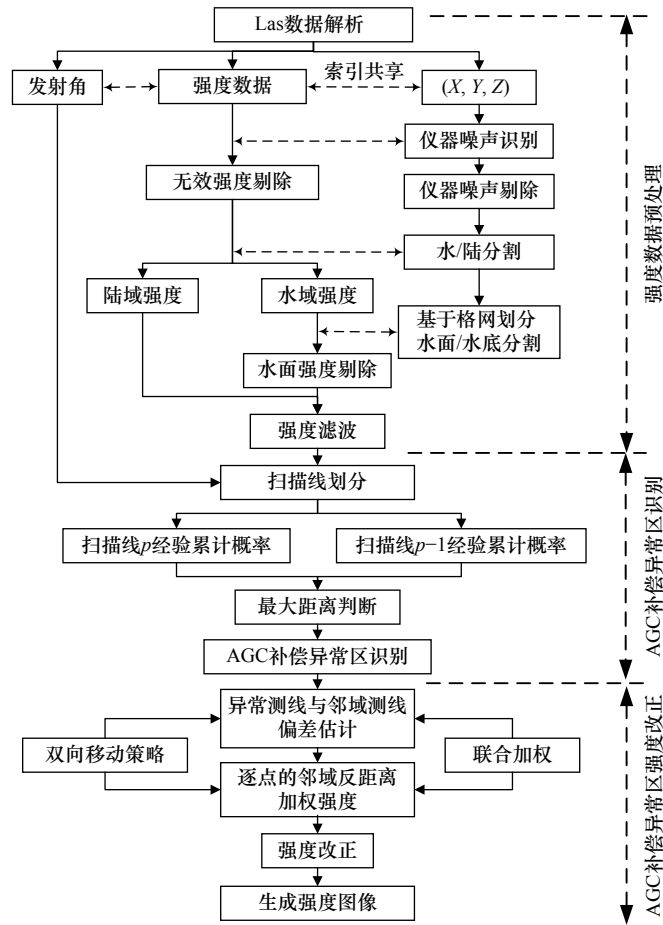 Las数据解析
发射角
强度数据
索引共享
(X, Y, Z)
仪器噪声识别
无效强度剔除
仪器噪声剔除
水/陆分割
陆域强度
水域强度
基于格网划分
水面/水底分割
水面强度剔除
强度滤波
强度数据预处理
扫描线划分
扫描线p经验累计概率
扫描线p−1经验累计概率
最大距离判断
AGC补偿异常区识别
AGC补偿异常区识别
异常测线与邻域测线
偏差估计
双向移动策略
联合加权
逐点的邻域反距离
加权强度
强度改正
生成强度图像
AGC补偿异常区强度改正